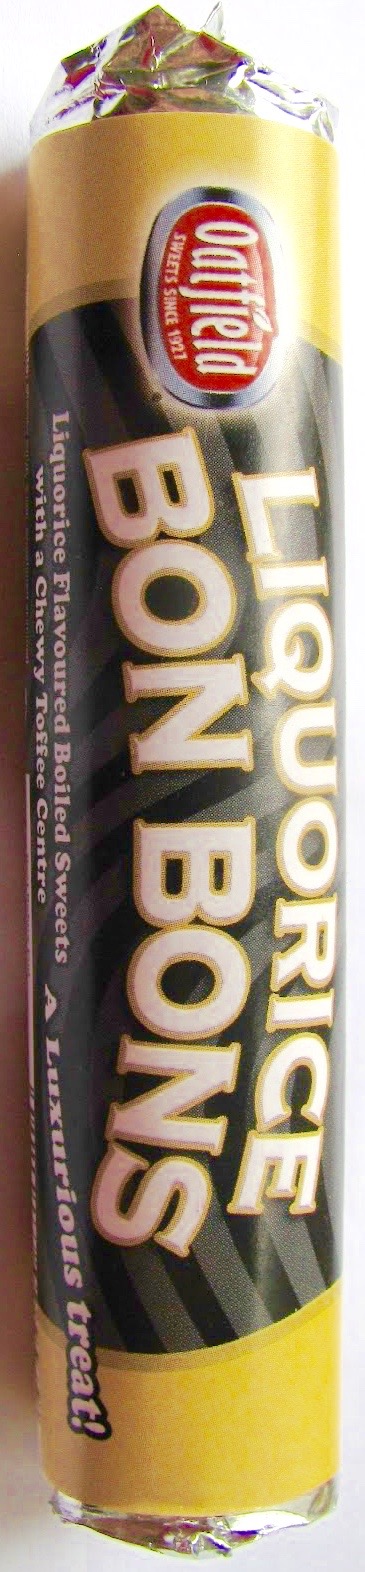 Oatfield
SWEETS SINCE 1927
LIQUORICE
BON BONS
Liquorice Flavoured Boiled Sweets
with a Chewy Toffee Centre
A Luxurious treat!